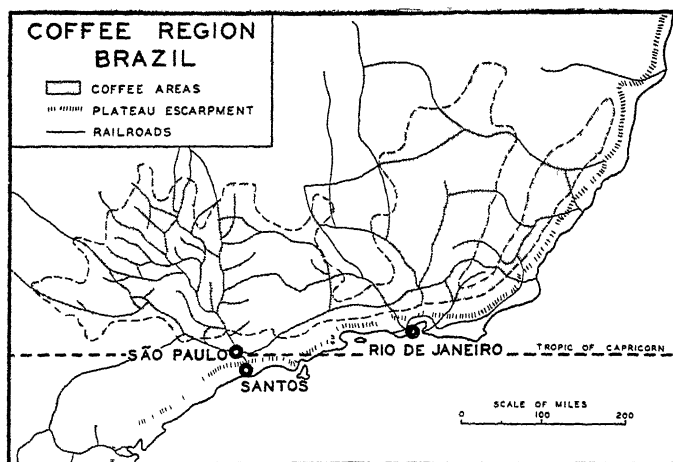 COFFEE REGION
BRAZIL
COFFEE AREAS
PLATEAU ESCARPMENT
RAILROADS
SÃO PAULO
RIO DE JANEIRO
TROPIC OF CAPRICORN
SANTOS
SCALE OF MILES
0 100 200